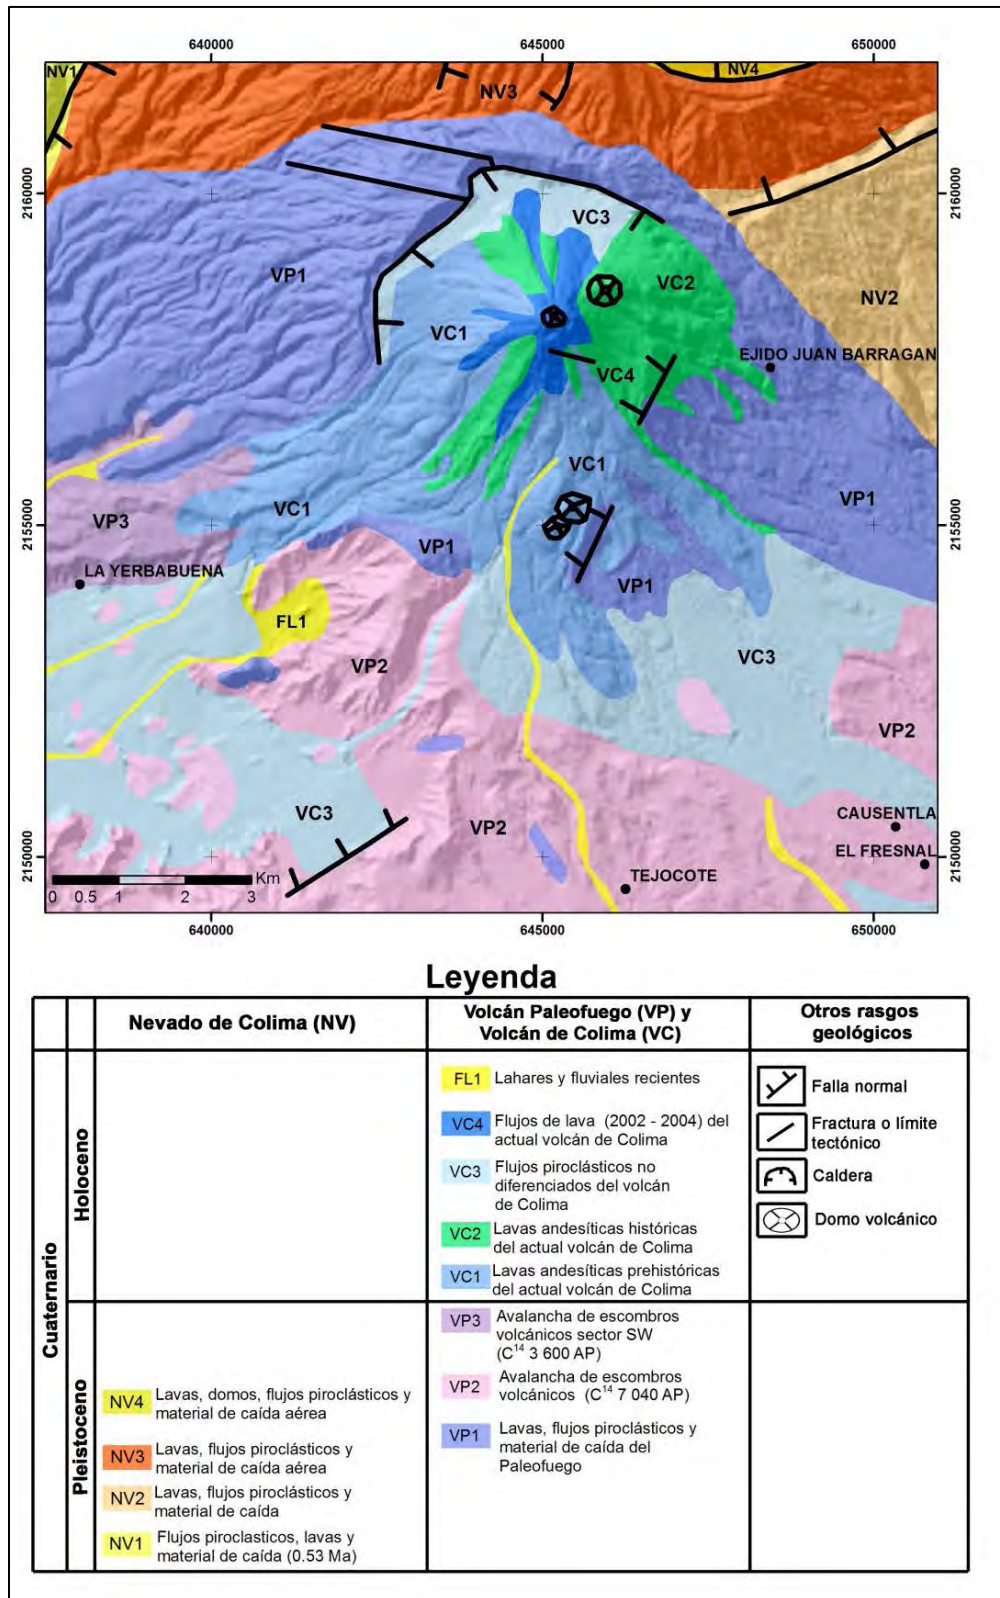 640000 645000 650000
NV1
NV3
NV4
2160000
2160000
VC3
VP1
VC2
NV2
VC1
EJIDO JUAN BARRAGAN
VC4
VC1
VP1
VC1
VP3
VP1
2155000
2155000
LA YERBABUENA
VP1
FL1
VP2
VC3
VP2
VC3
VP2
CAUSENTLA
EL FRESNAL
TEJOCOTE
2150000
2150000
Km
0 0.5 1 2 3
640000 645000 650000
Leyenda
Nevado de Colima (NV)
Volcán Paleofuego (VP) y
Volcán de Colima (VC)
Otros rasgos
geológicos
Cuaternario
Holoceno
FL1 Lahares y fluviales recientes
VC4 Flujos de lava (2002 - 2004) del
actual volcán de Colima
VC3 Flujos piroclásticos no
diferenciados del volcán
de Colima
VC2 Lavas andesíticas históricas
del actual volcán de Colima
VC1 Lavas andesíticas prehistóricas
del actual volcán de Colima
Falla normal
Fractura o límite
tectónico
Caldera
Domo volcánico
Pleistoceno
NV4 Lavas, domos, flujos piroclásticos y
material de caída aérea
NV3 Lavas, flujos piroclásticos y
material de caída aérea
NV2 Lavas, flujos piroclásticos y
material de caída
NV1 Flujos piroclasticos, lavas y
material de caída (0.53 Ma)
VP3 Avalancha de escombros
volcánicos sector SW
(C14 3 600 AP)
VP2 Avalancha de escombros
volcánicos (C14 7 040 AP)
VP1 Lavas, flujos piroclásticos y
material de caída del
Paleofuego